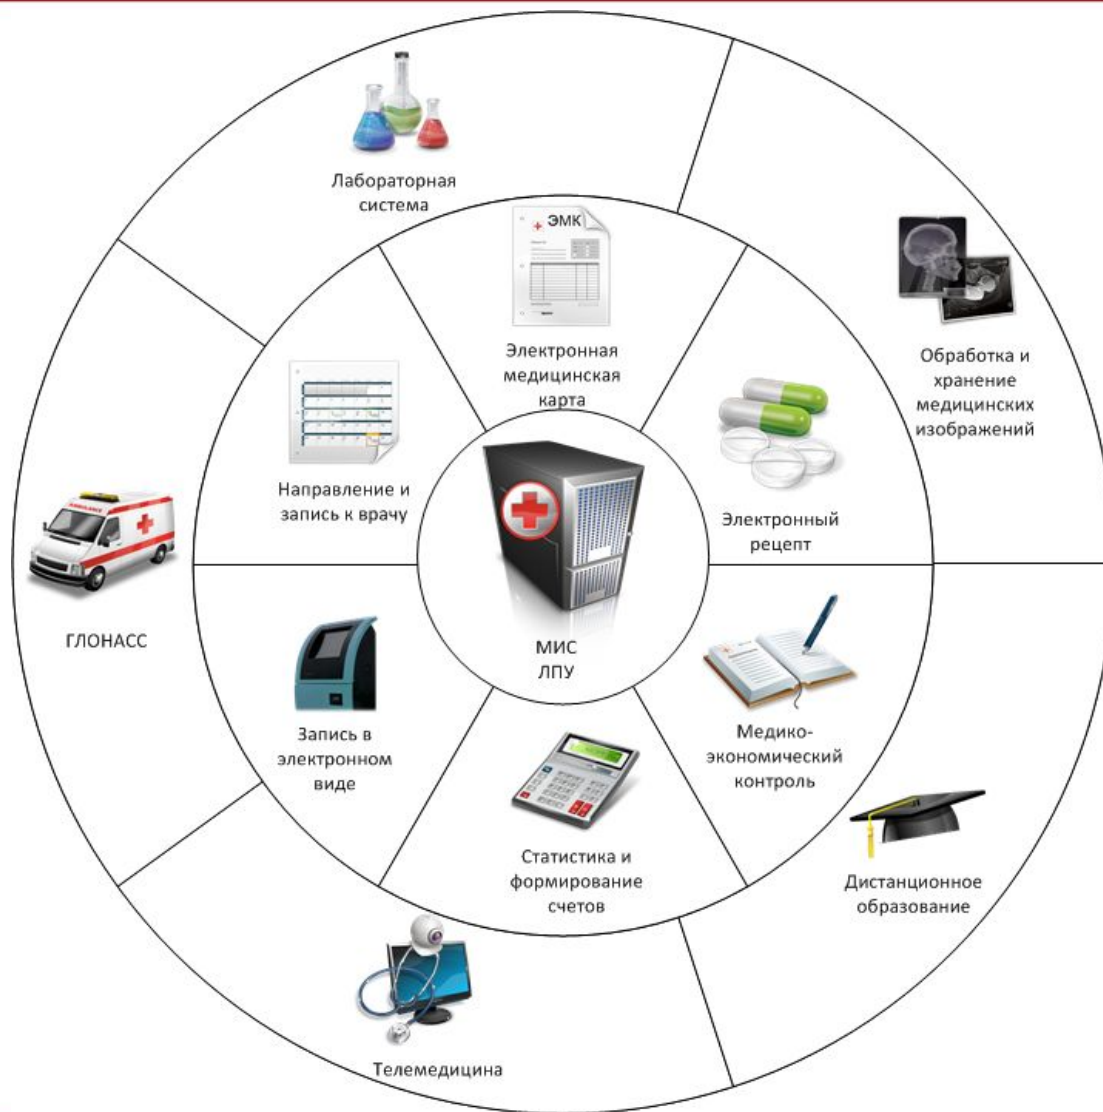 Лабораторная
система
ЭМК
Электронная
медицинская
карта
Обработка и
хранение
медицинских
изображений
Направление и
запись к врачу
Электронный
рецепт
AMBULANCE
ГЛОНАСС
МИС
ЛПУ
Запись в
электронном
виде
Медико-
экономический
контроль
Статистика и
формирование
счетов
Дистанционное
образование
Телемедицина